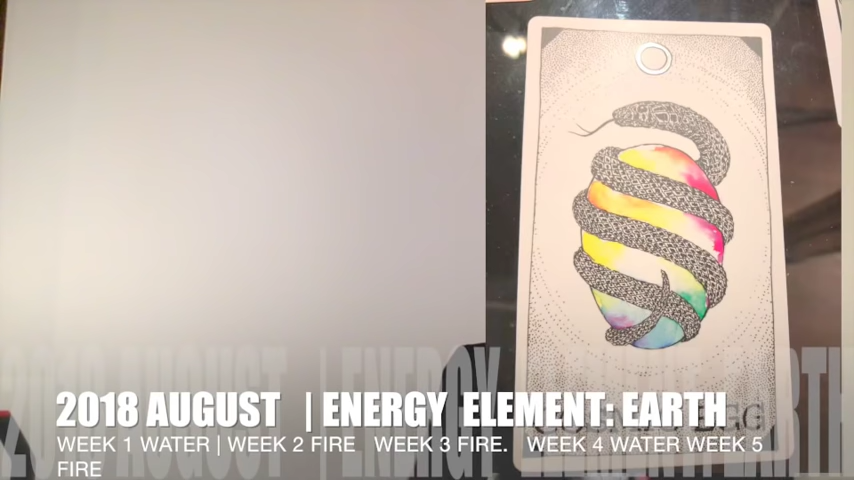 2018 AUGUST | ENERGY ELEMENT: EARTH
WEEK 1 WATER | WEEK 2 FIRE WEEK 3 FIRE. WEEK 4 WATER WEEK 5
FIRE
EGG